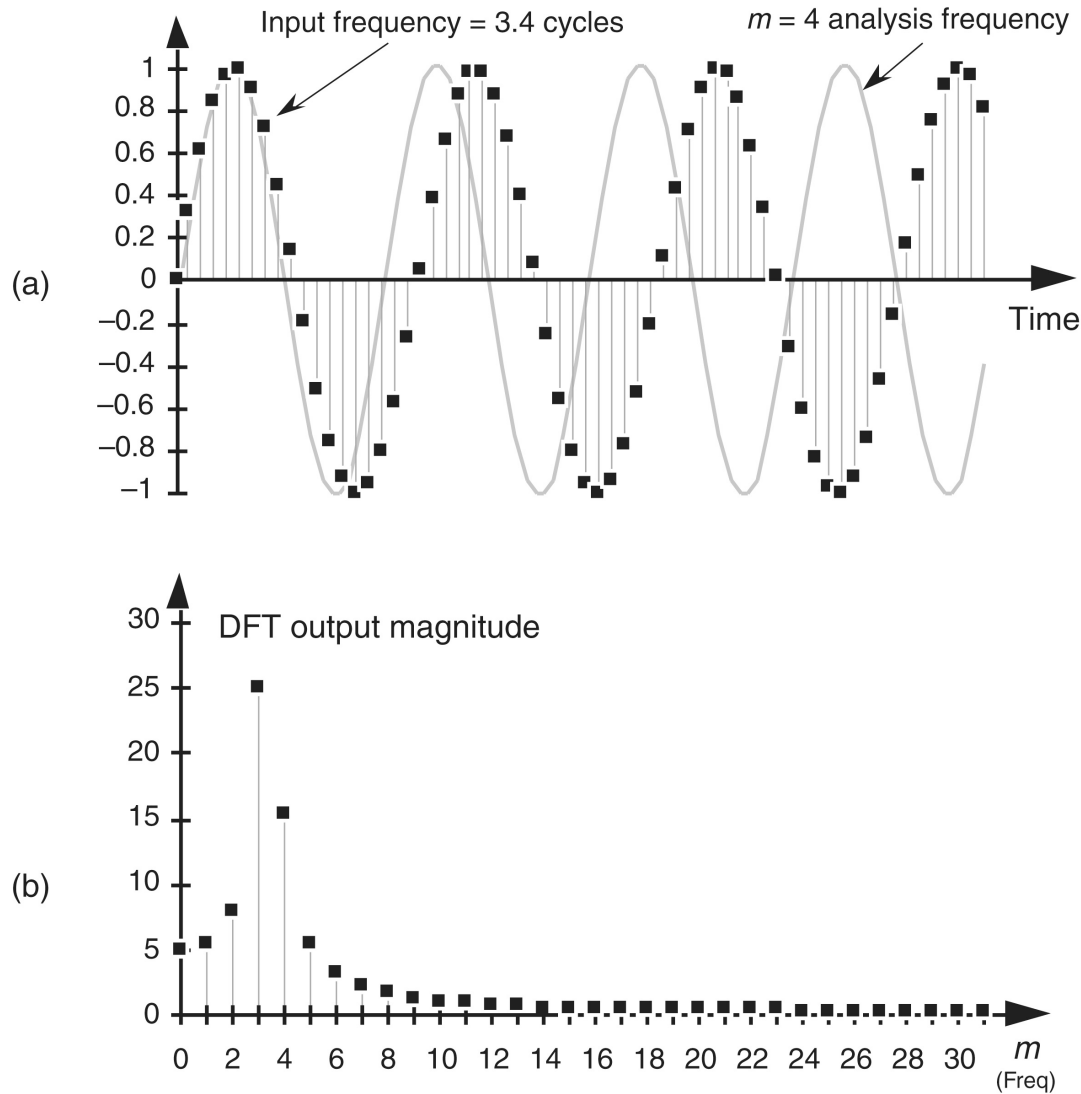 Input frequency = 3.4 cycles
m = 4 analysis frequency
1
0.8
0.6
0.4
0.2
0
–0.2
–0.4
–0.6
–0.8
–1
(a)
Time
DFT output magnitude
30
25
20
15
10
5
0
(b)
0 2 4 6 8 10 12 14 16 18 20 22 24 26 28 30
m
(Freq)